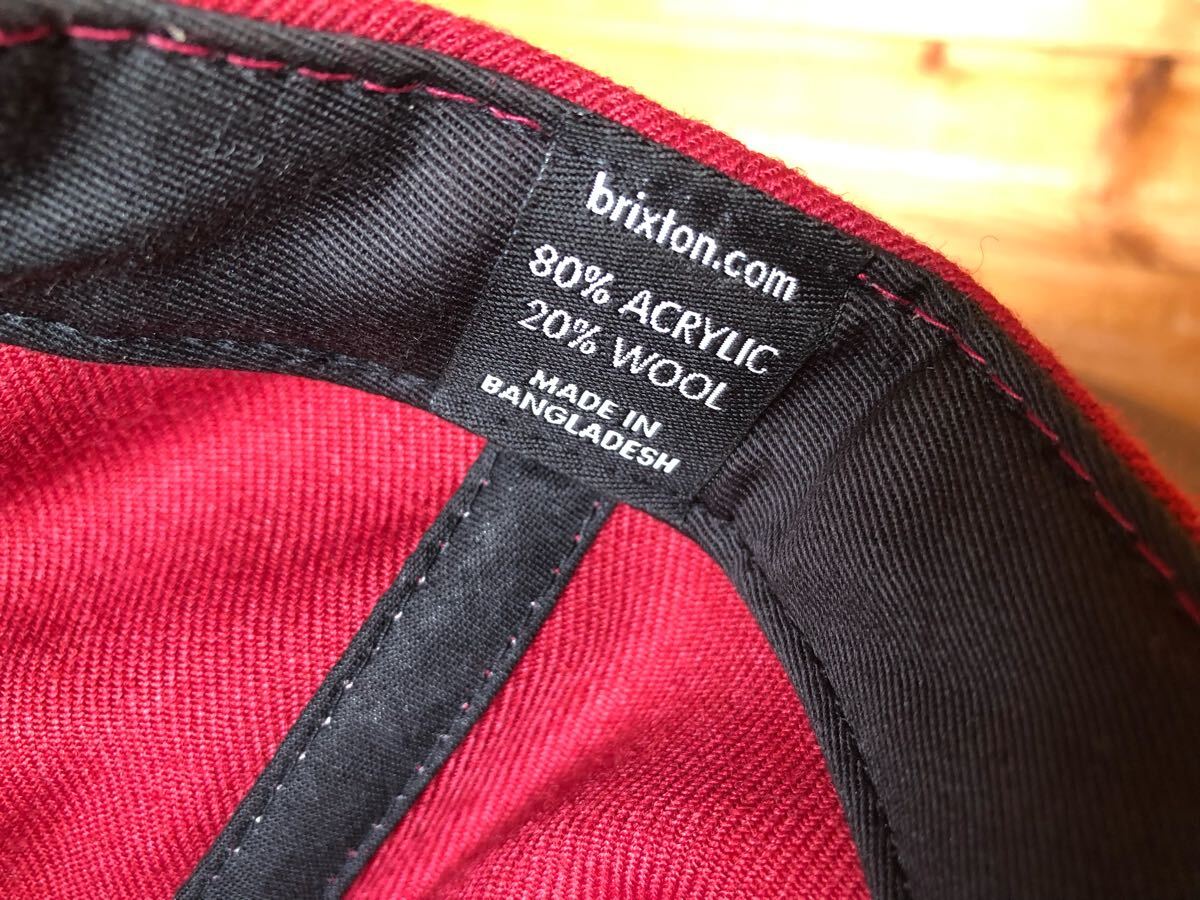 brixton.com
80% ACRYLIC
20% WOOL
MADE IN
BANGLADESH